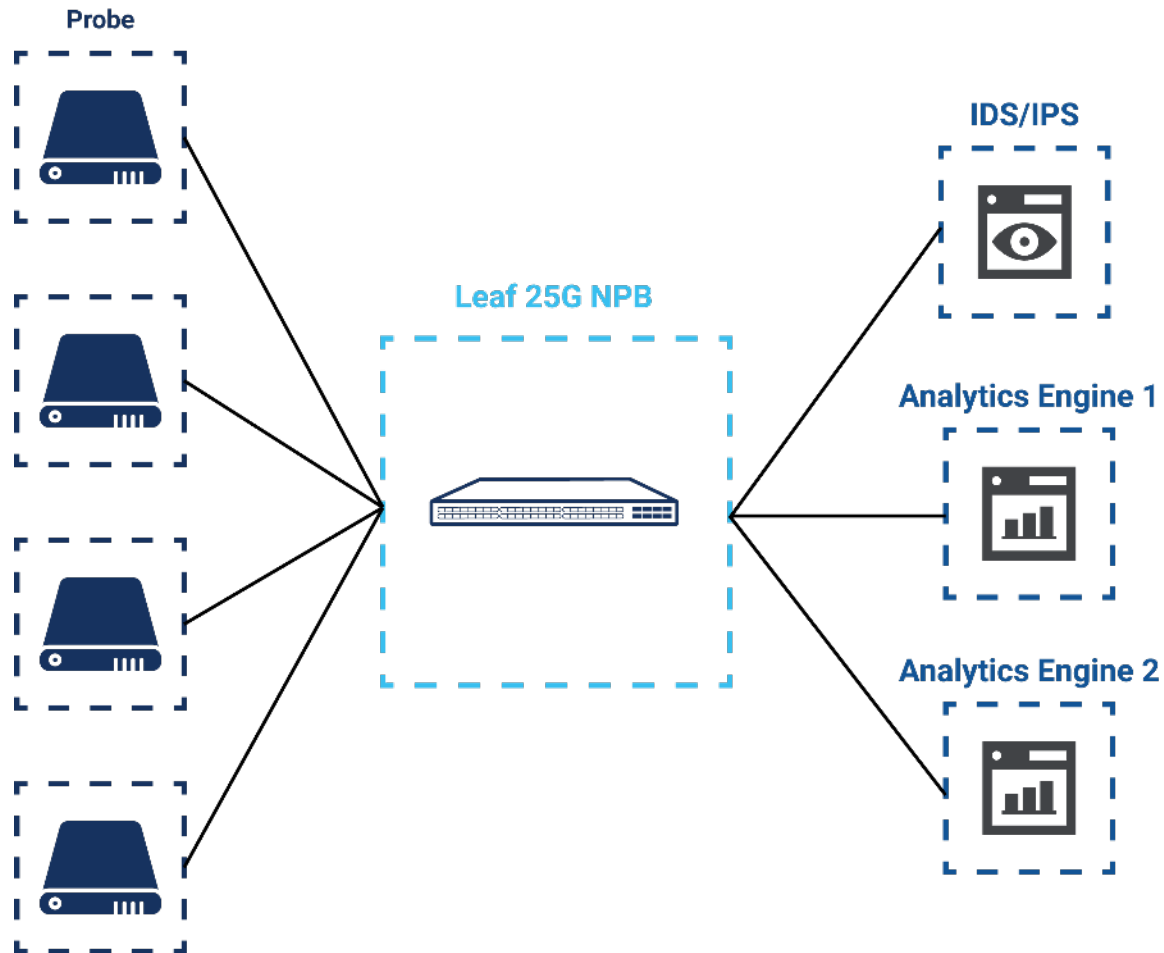 Probe
IDS/IPS
Leaf 25G NPB
Analytics Engine 1
Analytics Engine 2